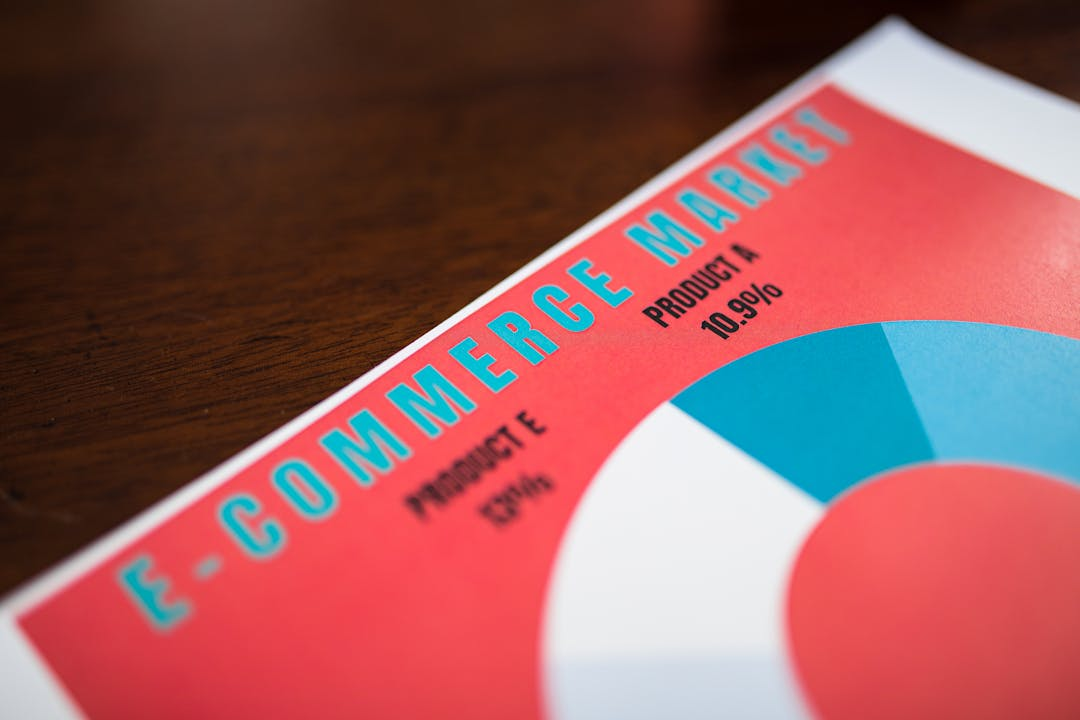 E-COMMERCE MARKET
PRODUCT A
10.9%
PRODUCT E